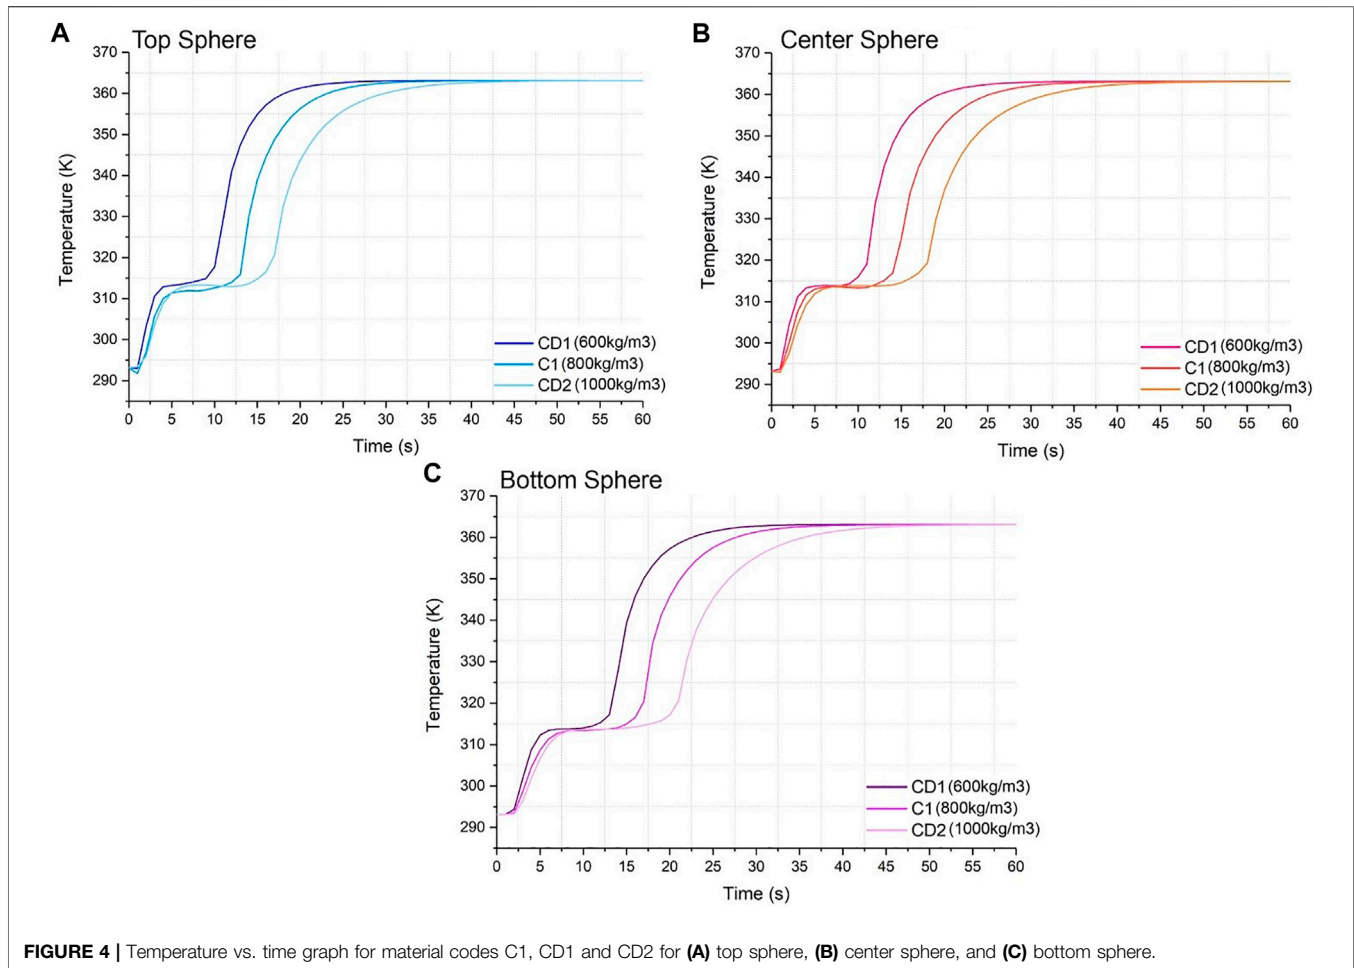 A
Top Sphere
370
360
350
340
330
320
310
300
290
Temperature (K)
CD1 (600kg/m3)
C1 (800kg/m3)
CD2 (1000kg/m3)
0 5 10 15 20 25 30 35 40 45 50 55 60
Time (s)
B
Center Sphere
370
360
350
340
330
320
310
300
290
Temperature (K)
CD1 (600kg/m3)
C1 (800kg/m3)
CD2 (1000kg/m3)
0 5 10 15 20 25 30 35 40 45 50 55 60
Time (s)
C
Bottom Sphere
370
360
350
340
330
320
310
300
290
Temperature (K)
CD1 (600kg/m3)
C1 (800kg/m3)
CD2 (1000kg/m3)
0 5 10 15 20 25 30 35 40 45 50 55 60
Time (s)
FIGURE 4 | Temperature vs. time graph for material codes C1, CD1 and CD2 for (A) top sphere, (B) center sphere, and (C) bottom sphere.